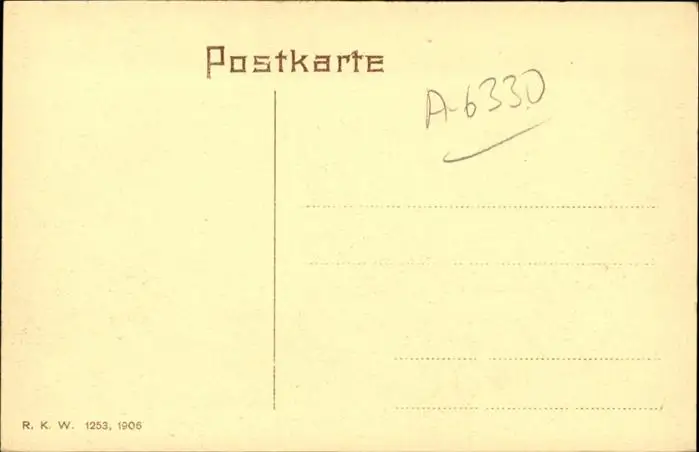 Postkarte
A-6330
R. K. W. 1253, 1906